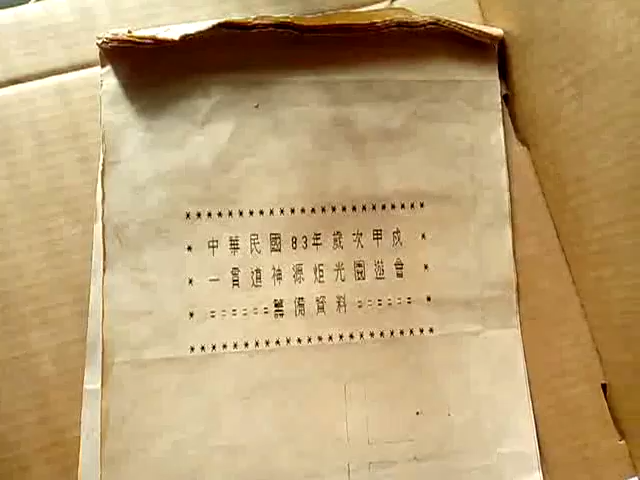 ***********************
* 中華民國83年歲次甲戌 *
* 一貫道神源炬光園遊會 *
* ======籌備資料====== *
***********************